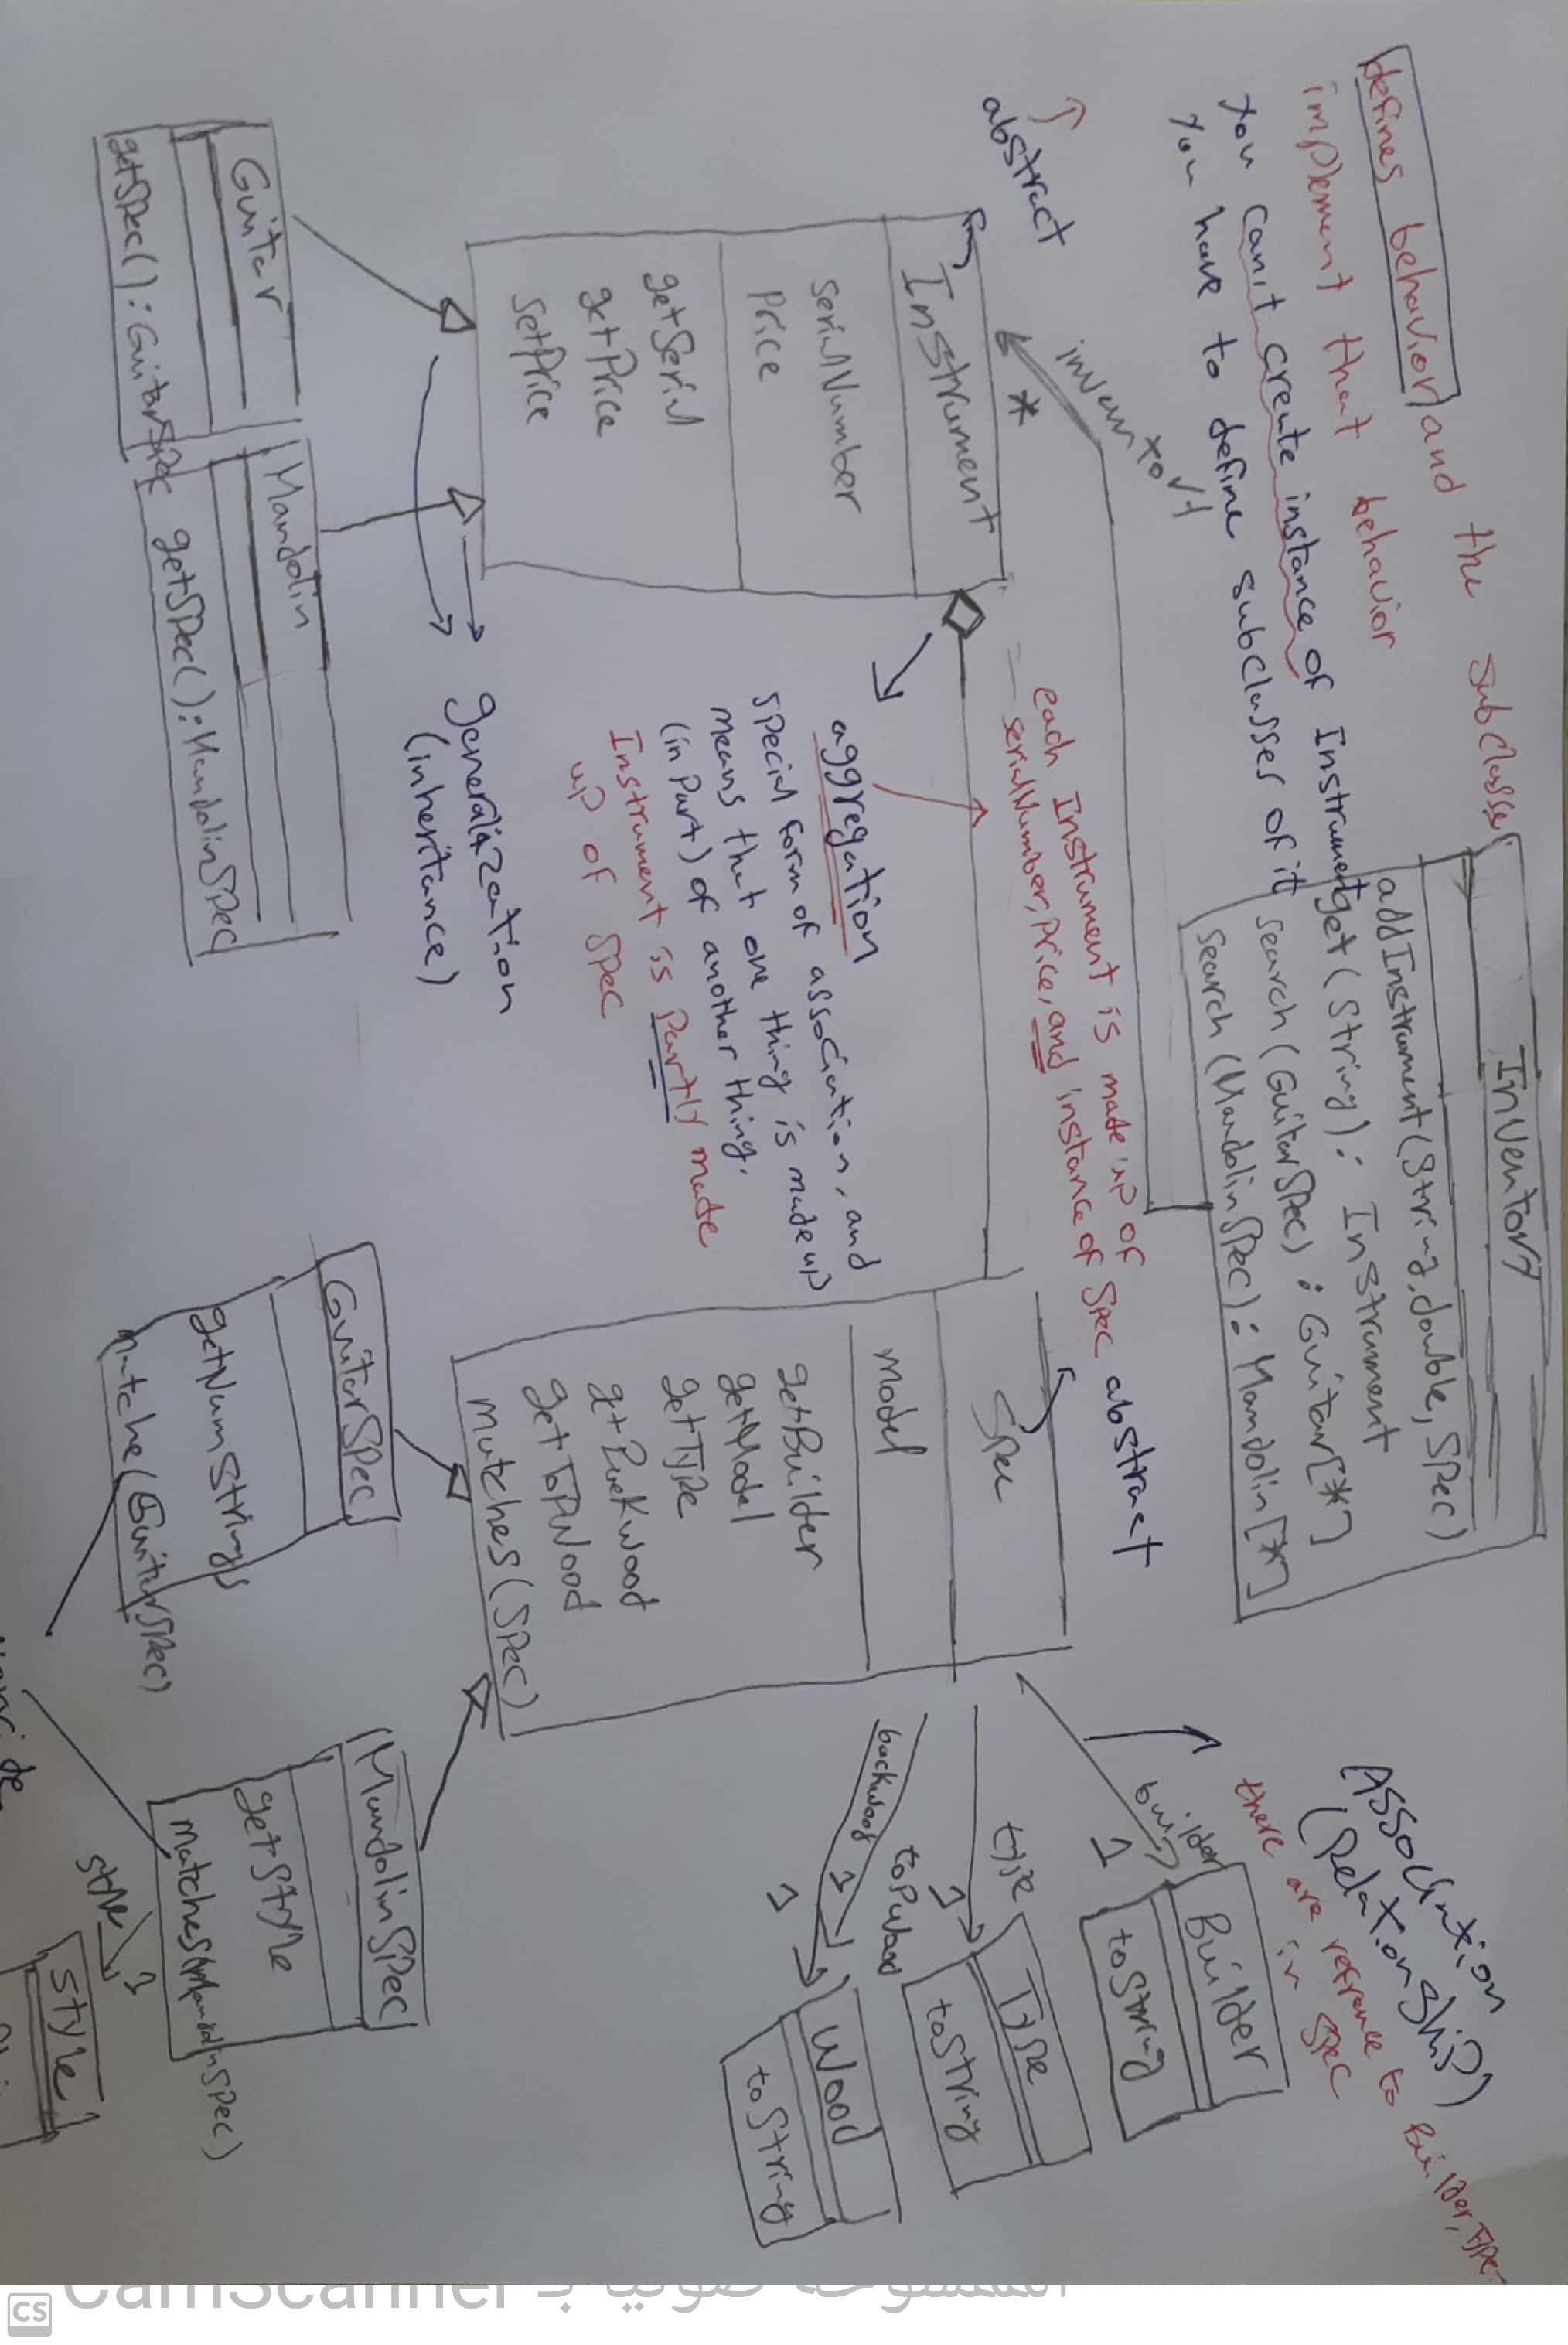 defines behavior and the subclasses
implement that behavior
you can't create instance of Instrument
you have to define subclasses of it
abstract
Inventory
addInstrument(String, double, Spec)
get(String): Instrument
search(GuitarSpec): Guitar[*]
search(MandolinSpec): Mandolin[*]
inventory
*
Instrument
serialNumber
Price
getSerial
getPrice
setPrice
each Instrument is made up of
serialNumber, Price, and instance of Spec
aggregation
special form of association, and
means that one thing is made up
(in Part) of another thing.
Instrument is Partly made
up of Spec
generalization
(inheritance)
Guitar
getSpec(): GuitarSpec
Mandolin
getSpec(): MandolinSpec
abstract
Spec
model
getBuilder
getModel
getType
getBackWood
getTopWood
matches(Spec)
Association
(Relationship)
there are refrence to Builder, Type
in Spec
builder
1
Builder
toString
type
1
Type
toString
topWood
1
backwood
1
Wood
toString
GuitarSpec
getNumStrings
matche(GuitarSpec)
MandolinSpec
getStyle
matches(MandolinSpec)
style
1
Style
الممسوحة ضوئيا بـ CamScanner
CS